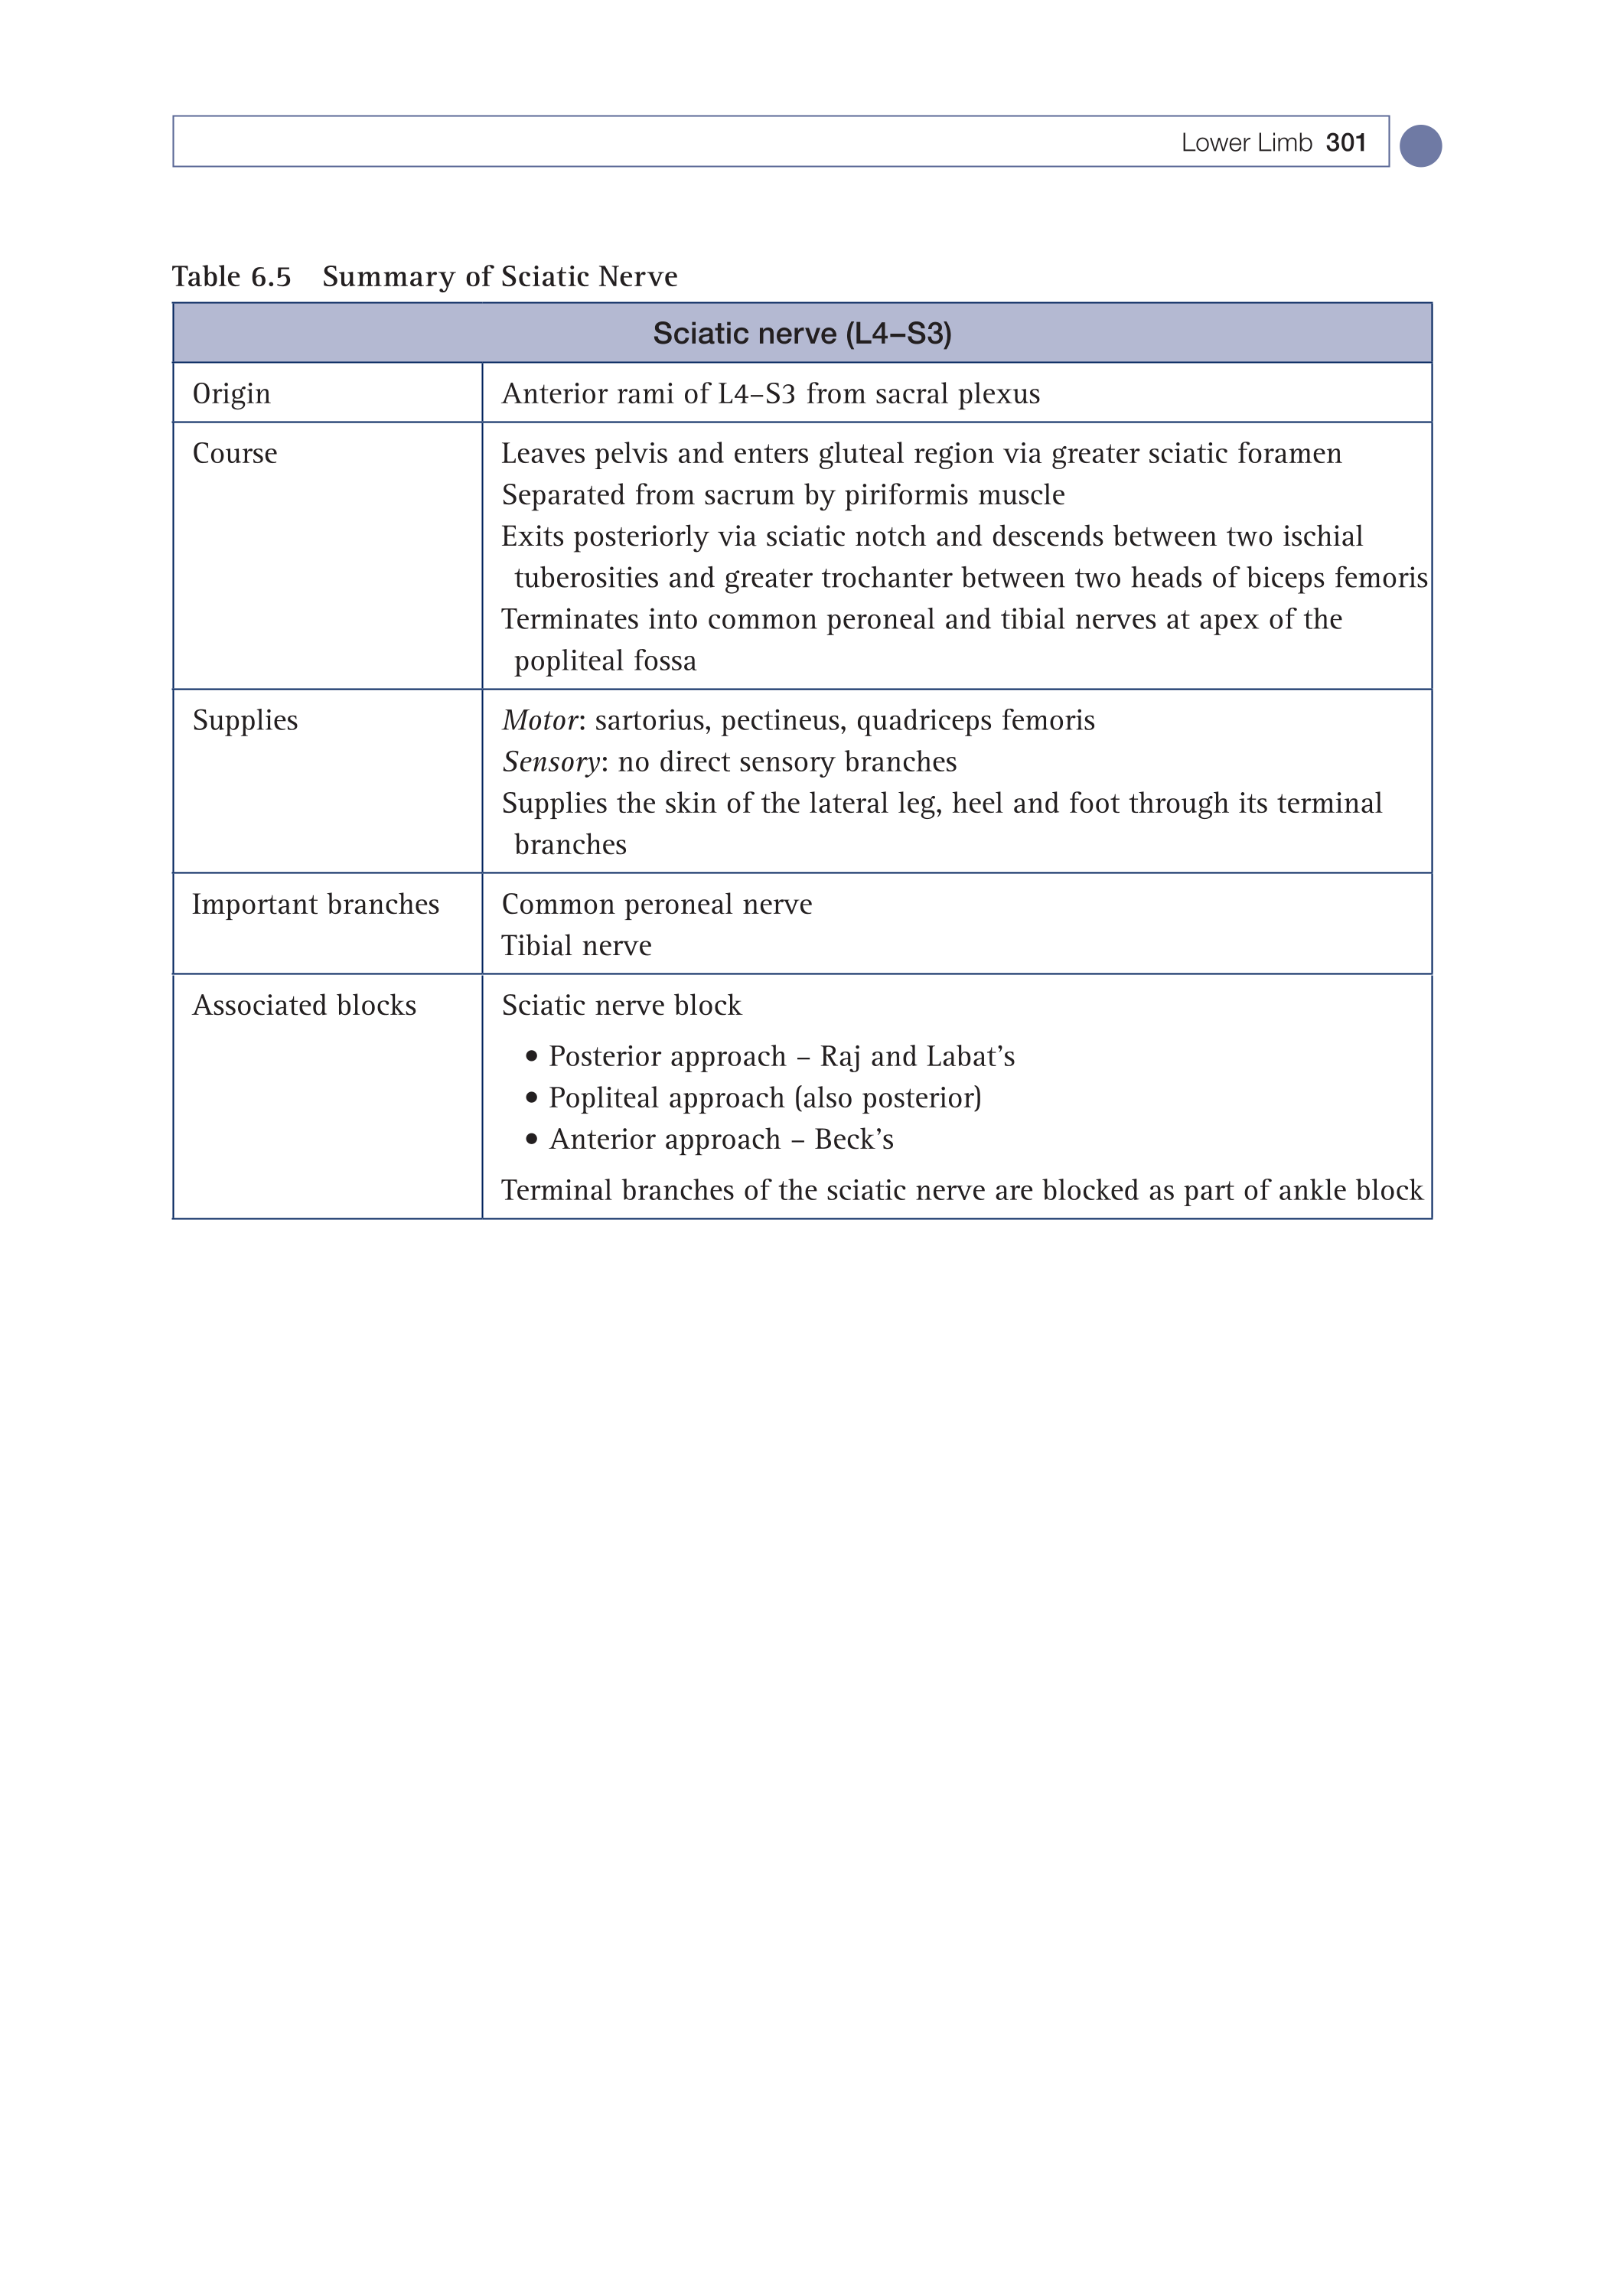 Lower Limb 301
Table 6.5 Summary of Sciatic Nerve
Sciatic nerve (L4–S3)
Origin
Anterior rami of L4–S3 from sacral plexus
Course
Leaves pelvis and enters gluteal region via greater sciatic foramen
Separated from sacrum by piriformis muscle
Exits posteriorly via sciatic notch and descends between two ischial
tuberosities and greater trochanter between two heads of biceps femoris
Terminates into common peroneal and tibial nerves at apex of the
popliteal fossa
Supplies
Motor: sartorius, pectineus, quadriceps femoris
Sensory: no direct sensory branches
Supplies the skin of the lateral leg, heel and foot through its terminal
branches
Important branches
Common peroneal nerve
Tibial nerve
Associated blocks
Sciatic nerve block
• Posterior approach – Raj and Labat’s
• Popliteal approach (also posterior)
• Anterior approach – Beck’s
Terminal branches of the sciatic nerve are blocked as part of ankle block